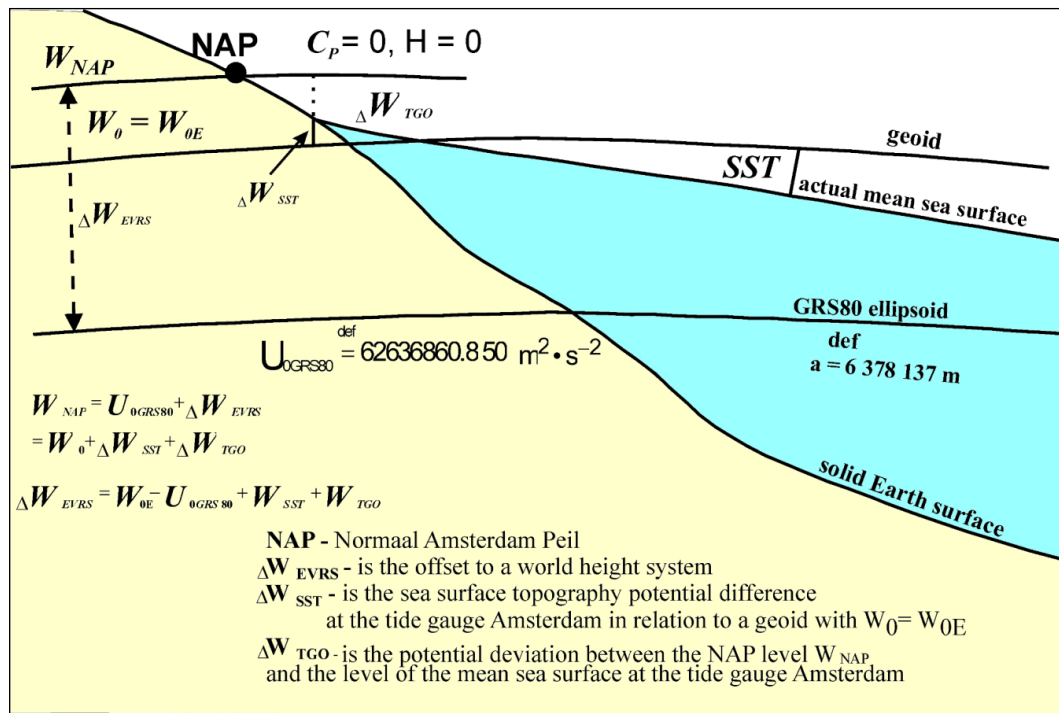 NAP
C_P = 0, H = 0
W_NAP
ΔW_TGO
W_0 = W_0E
geoid
SST
actual mean sea surface
ΔW_SST
ΔW_EVRS
GRS80 ellipsoid
def
U_0GRS80 = 62636860.850 m²•s⁻²
def
a = 6 378 137 m
W_NAP = U_0GRS80 + ΔW_EVRS
= W_0 + ΔW_SST + ΔW_TGO
ΔW_EVRS = W_0E - U_0GRS80 + W_SST + W_TGO
solid Earth surface
NAP - Normaal Amsterdam Peil
ΔW_EVRS - is the offset to a world height system
ΔW_SST - is the sea surface topography potential difference
at the tide gauge Amsterdam in relation to a geoid with W_0 = W_0E
ΔW_TGO - is the potential deviation between the NAP level W_NAP
and the level of the mean sea surface at the tide gauge Amsterdam